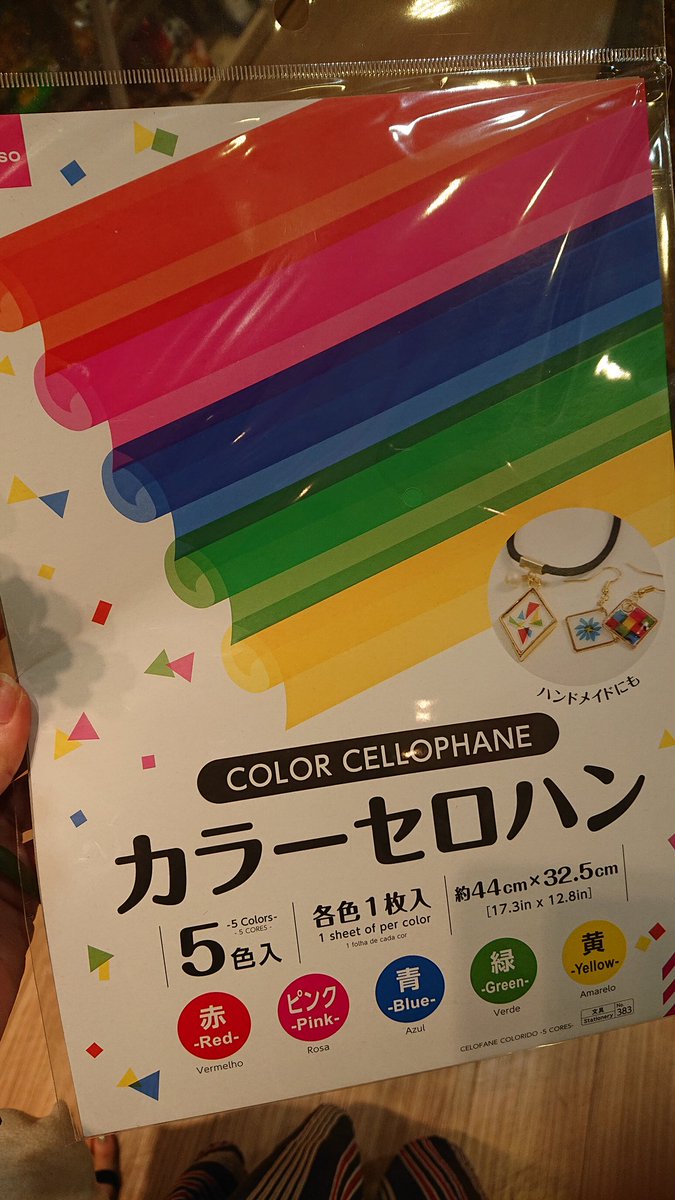 SO
ハンドメイドにも
COLOR CELLOPHANE
カラーセロハン
5色入
-5 Colors-
- 5 CORES -
各色1枚入
1 sheet of per color
1 folha de cada cor
約44cm×32.5cm
[17.3in x 12.8in]
赤
-Red-
Vermelho
ピンク
-Pink-
Rosa
青
-Blue-
Azul
緑
-Green-
Verde
黄
-Yellow-
Amarelo
CELOFANE COLORIDO -5 CORES-
文具
Stationery
No.
383